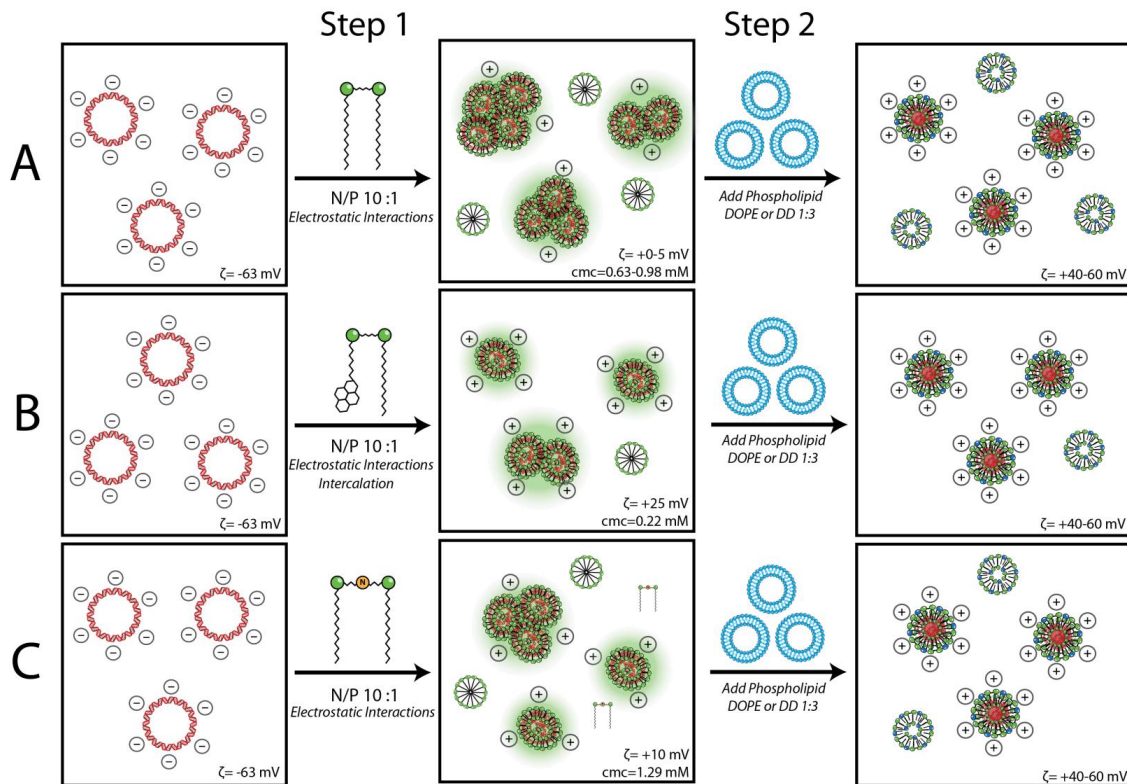 Step 1
Step 2
A
ζ= -63 mV
N/P 10 :1
Electrostatic Interactions
+
+
+
+
ζ= +0-5 mV
cmc=0.63-0.98 mM
Add Phospholipid
DOPE or DD 1:3
ζ= +40-60 mV
B
ζ= -63 mV
N/P 10 :1
Electrostatic Interactions
Intercalation
ζ= +25 mV
cmc=0.22 mM
Add Phospholipid
DOPE or DD 1:3
ζ= +40-60 mV
C
ζ= -63 mV
N
N/P 10 :1
Electrostatic Interactions
ζ= +10 mV
cmc=1.29 mM
Add Phospholipid
DOPE or DD 1:3
ζ= +40-60 mV